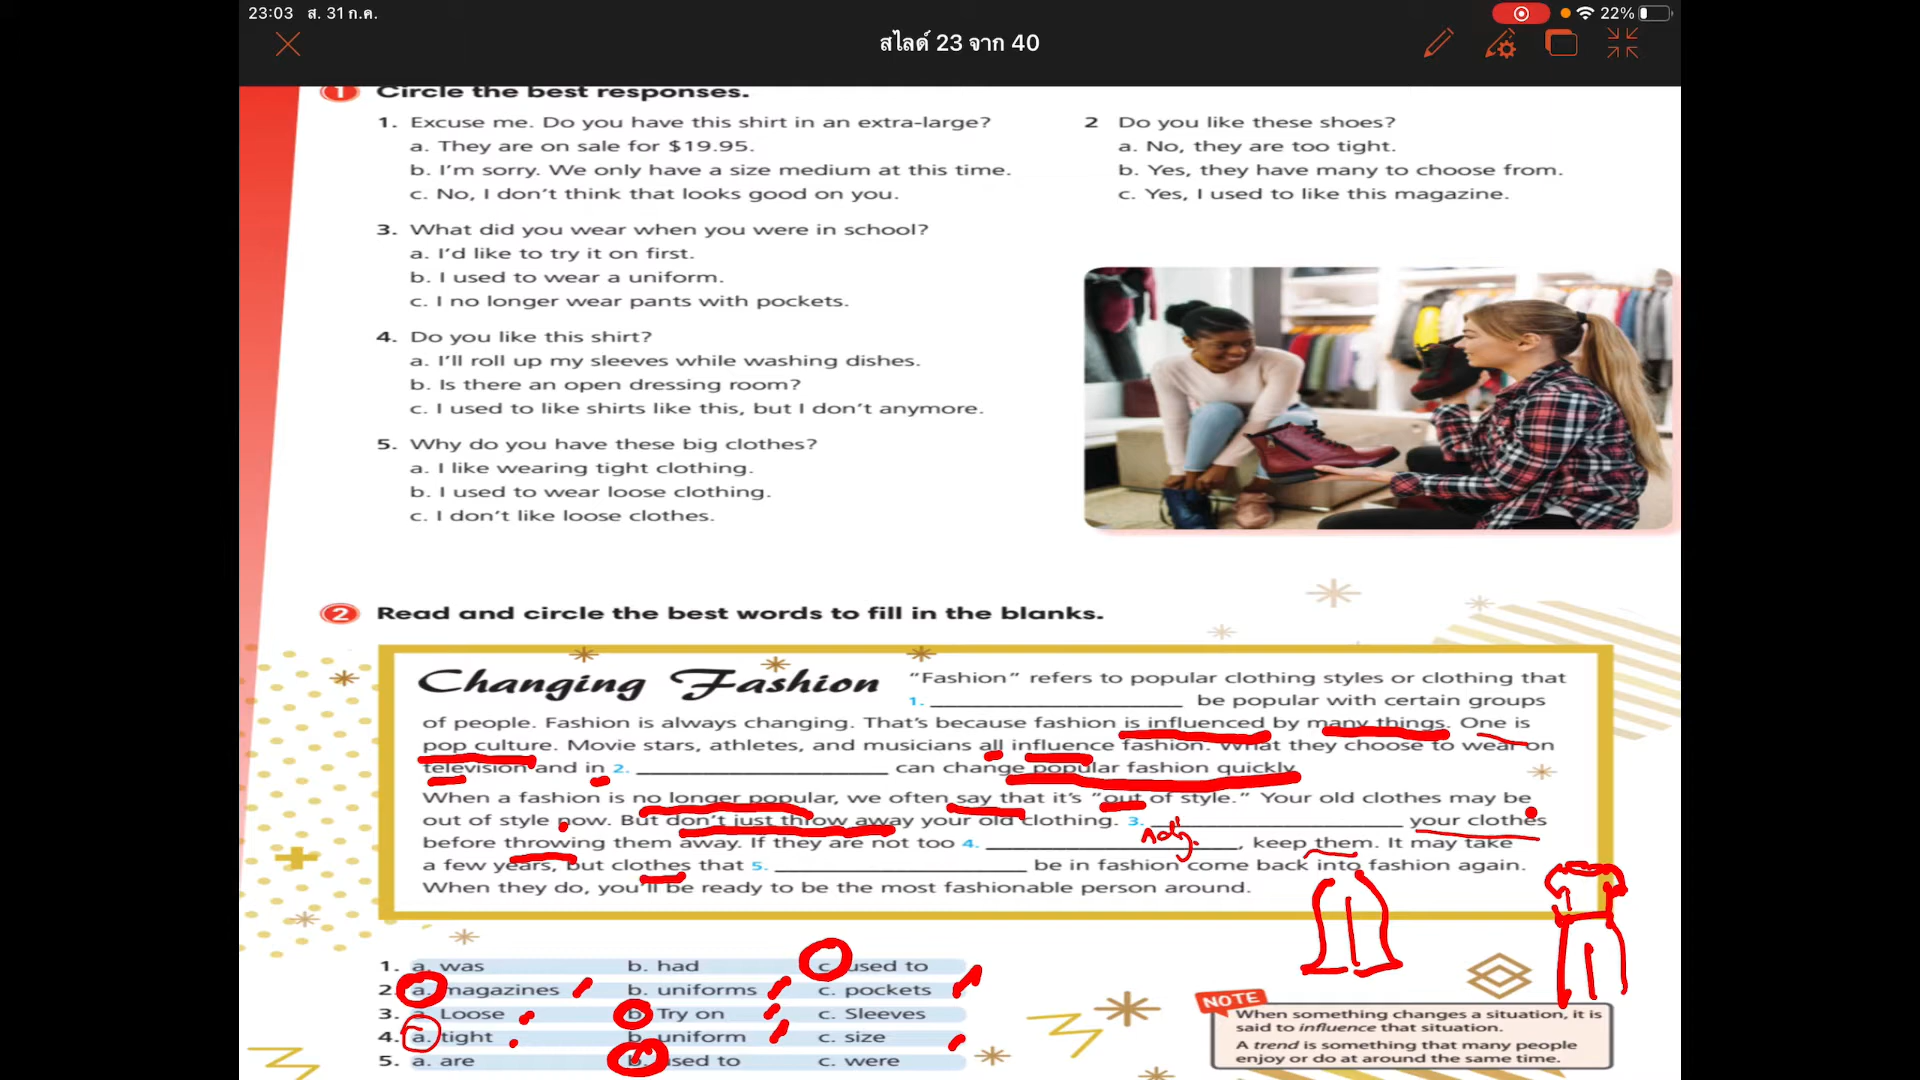 23:03 ส. 31 ก.ค.
22%
สไลด์ 23 จาก 40
1 Circle the best responses.
1. Excuse me. Do you have this shirt in an extra-large?
a. They are on sale for $19.95.
b. I'm sorry. We only have a size medium at this time.
c. No, I don't think that looks good on you.
2 Do you like these shoes?
a. No, they are too tight.
b. Yes, they have many to choose from.
c. Yes, I used to like this magazine.
3. What did you wear when you were in school?
a. I'd like to try it on first.
b. I used to wear a uniform.
c. I no longer wear pants with pockets.
4. Do you like this shirt?
a. I'll roll up my sleeves while washing dishes.
b. Is there an open dressing room?
c. I used to like shirts like this, but I don't anymore.
5. Why do you have these big clothes?
a. I like wearing tight clothing.
b. I used to wear loose clothing.
c. I don't like loose clothes.
2 Read and circle the best words to fill in the blanks.
Changing Fashion
"Fashion" refers to popular clothing styles or clothing that
1. ____ be popular with certain groups
of people. Fashion is always changing. That's because fashion is influenced by many things. One is
pop culture. Movie stars, athletes, and musicians all influence fashion. What they choose to wear on
television and in 2. ____ can change popular fashion quickly.
When a fashion is no longer popular, we often say that it's "out of style." Your old clothes may be
out of style now. But don't just throw away your old clothing. 3. ____ your clothes
before throwing them away. If they are not too 4. ____, keep them. It may take
a few years, but clothes that 5. ____ be in fashion come back into fashion again.
When they do, you'll be ready to be the most fashionable person around.
1. a. was b. had c. used to
2. a. magazines b. uniforms c. pockets
3. a. Loose b. Try on c. Sleeves
4. a. tight b. uniform c. size
5. a. are b. used to c. were
NOTE
When something changes a situation, it is
said to influence that situation.
A trend is something that many people
enjoy or do at around the same time.